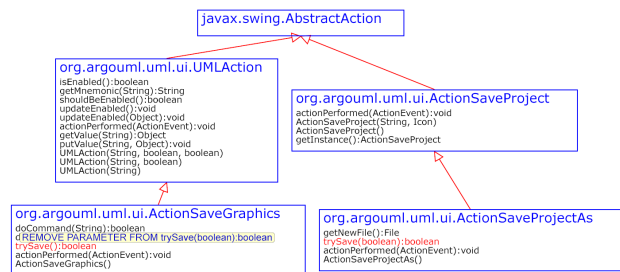 javax.swing.AbstractAction
org.argouml.uml.ui.UMLAction
isEnabled():boolean
getMnemonic(String):String
shouldBeEnabled():boolean
updateEnabled():void
updateEnabled(Object):void
actionPerformed(ActionEvent):void
getValue(String):Object
putValue(String, Object):void
UMLAction(String, boolean, boolean)
UMLAction(String, boolean)
UMLAction(String)
org.argouml.uml.ui.ActionSaveProject
actionPerformed(ActionEvent):void
ActionSaveProject(String, Icon)
ActionSaveProject()
getInstance():ActionSaveProject
org.argouml.uml.ui.ActionSaveGraphics
doCommand(String):boolean
d REMOVE PARAMETER FROM trySave(boolean):boolean
trySave():boolean
actionPerformed(ActionEvent):void
ActionSaveGraphics()
org.argouml.uml.ui.ActionSaveProjectAs
getNewFile():File
trySave(boolean):boolean
actionPerformed(ActionEvent):void
ActionSaveProjectAs()